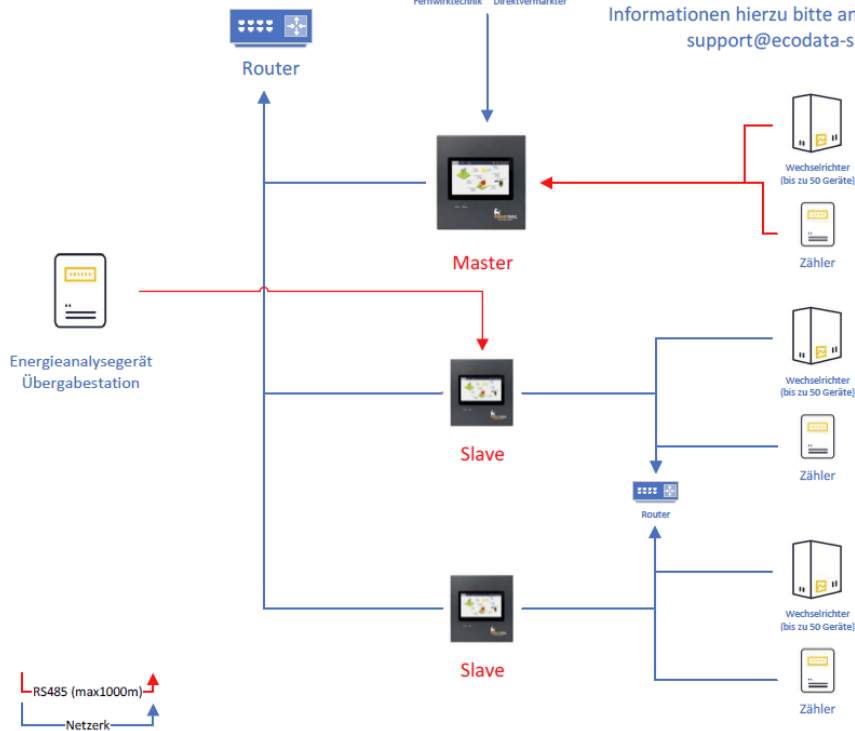 Fernwirktechnik Direktvermarkter
Informationen hierzu bitte an
support@ecodata-s
Router
Wechselrichter
(bis zu 50 Geräte)
Master
Zähler
Energieanalysegerät
Übergabestation
Wechselrichter
(bis zu 50 Geräte)
Slave
Zähler
Router
Wechselrichter
(bis zu 50 Geräte)
Slave
RS485 (max1000m)
Zähler
Netzerk